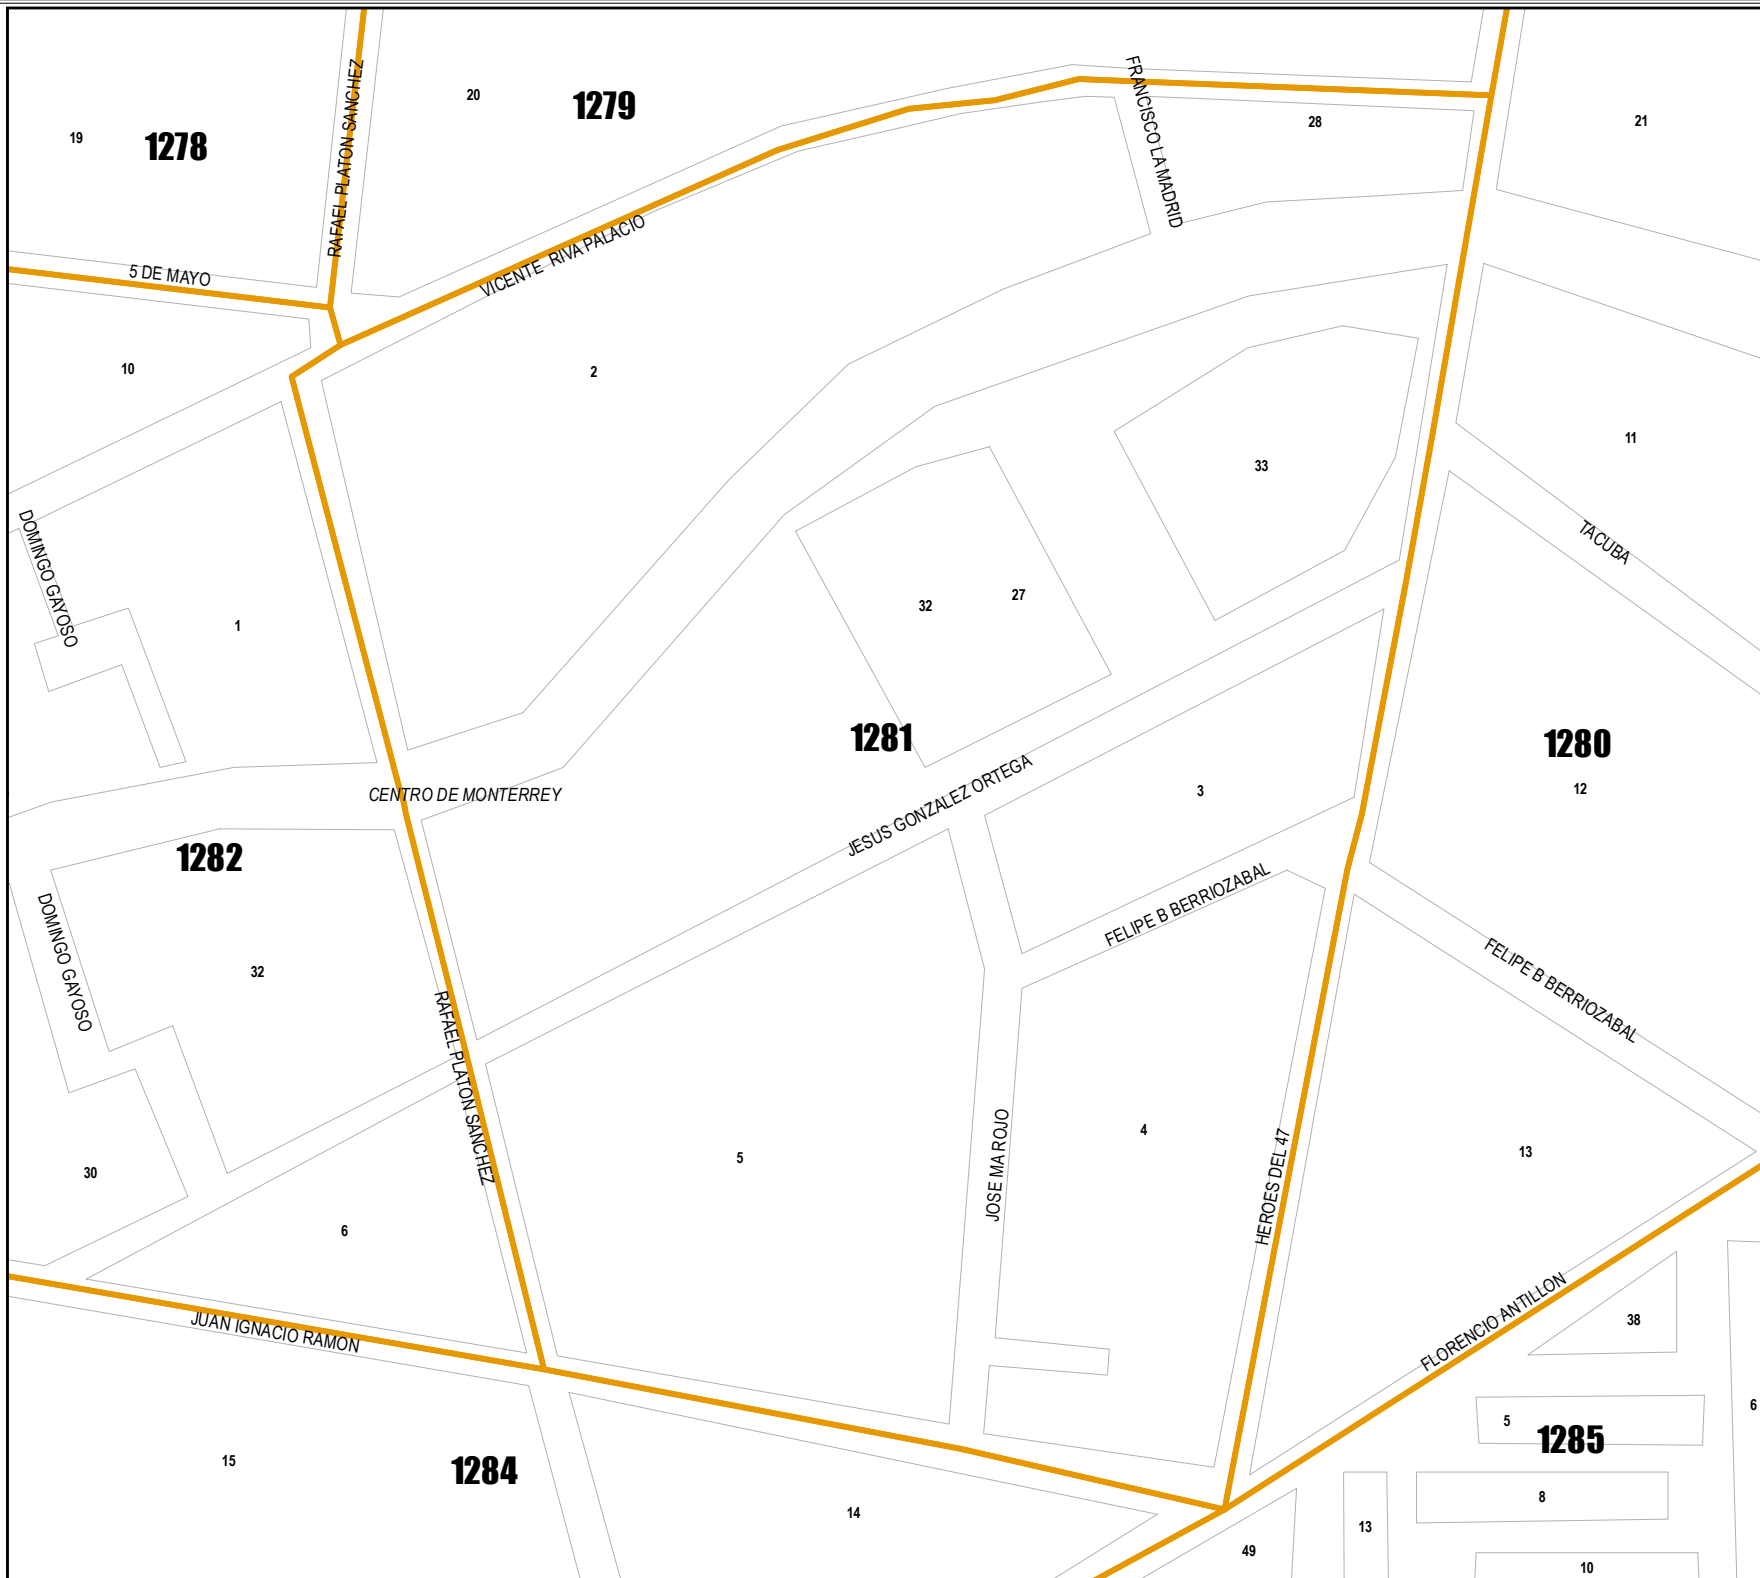 RAFAEL PLATON SANCHEZ
20
1279
FRANCISCO LA MADRID
28
21
19
1278
VICENTE RIVA PALACIO
5 DE MAYO
10
2
11
33
TACUBA
DOMINGO GAYOSO
1
32
27
1281
1280
CENTRO DE MONTERREY
JESUS GONZALEZ ORTEGA
3
12
1282
DOMINGO GAYOSO
FELIPE B BERRIOZABAL
FELIPE B BERRIOZABAL
32
RAFAEL PLATON SANCHEZ
JOSE MA ROJO
4
HEROES DEL 47
13
5
30
6
JUAN IGNACIO RAMON
FLORENCIO ANTILLON
38
6
5
1285
15
1284
8
14
13
49
10